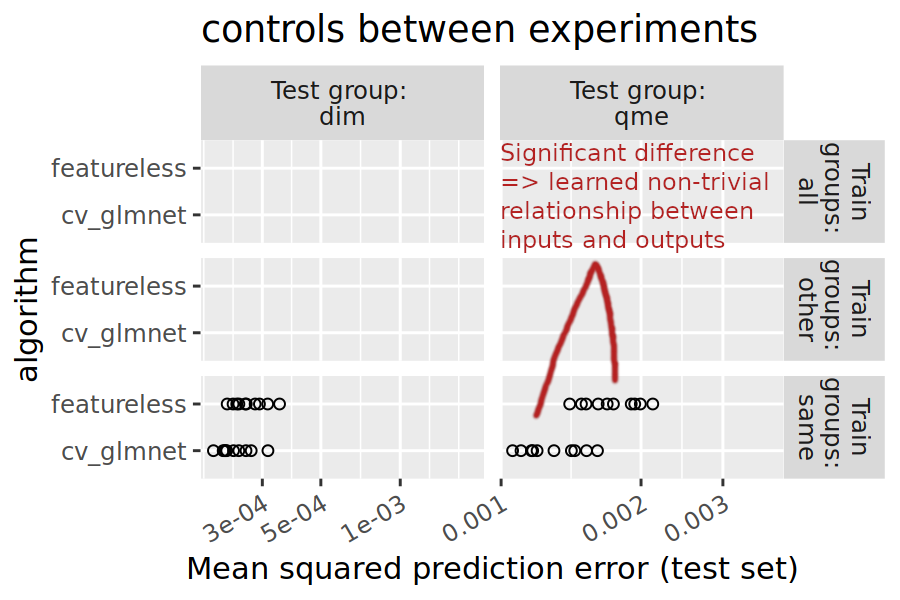 controls between experiments
Test group:
dim
Test group:
qme
featureless
cv_glmnet
Significant difference
=> learned non-trivial
relationship between
inputs and outputs
Train
groups:
all
featureless
cv_glmnet
Train
groups:
other
featureless
cv_glmnet
Train
groups:
same
algorithm
3e-04
5e-04
1e-03
0.001
0.002
0.003
Mean squared prediction error (test set)